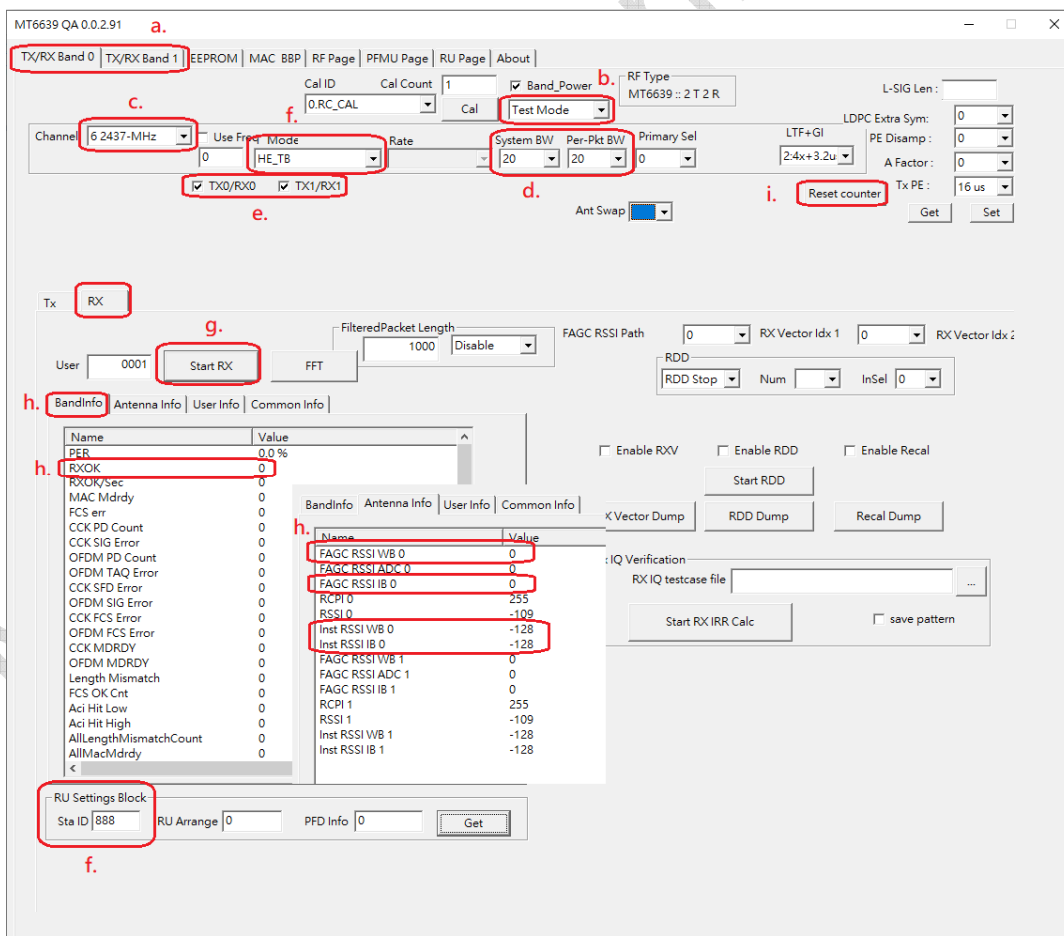 MT6639 QA 0.0.2.91
a.
TX/RX Band 0 TX/RX Band 1 EEPROM MAC BBP RF Page PFMU Page RU Page About
Cal ID Cal Count 1 Band_Power b. RF Type
f. 0.RC_CAL Cal Test Mode MT6639 :: 2 T 2 R
L-SIG Len :
c.
LDPC Extra Sym: 0
Channel 6 2437-MHz Use Freq Mode Rate System BW Per-Pkt BW Primary Sel LTF+GI PE Disamp : 0
0 HE_TB 20 20 0 2:4x+3.2u A Factor : 0
TX0/RX0 TX1/RX1 d. i. Reset counter Tx PE : 16 us
e. Ant Swap Get Set
Tx RX
g. FilteredPacket Length FAGC RSSI Path 0 RX Vector Idx 1 0 RX Vector Idx 2
1000 Disable
User 0001 Start RX FFT
RDD
RDD Stop Num InSel 0
h. BandInfo Antenna Info User Info Common Info
Name Value
PER 0.0 %
h. RXOK 0
RXOK/Sec 0
MAC Mdrdy 0
FCS err 0
CCK PD Count 0
CCK SIG Error 0
OFDM PD Count 0
OFDM TAQ Error 0
CCK SFD Error 0
OFDM SIG Error 0
CCK FCS Error 0
OFDM FCS Error 0
CCK MDRDY 0
OFDM MDRDY 0
Length Mismatch 0
FCS OK Cnt 0
Aci Hit Low 0
Aci Hit High 0
AllLengthMismatchCount 0
AllMacMdrdy 0
BandInfo Antenna Info User Info Common Info
h. Name Value
FAGC RSSI WB 0 0
FAGC RSSI ADC 0 0
FAGC RSSI IB 0 0
RCPI 0 255
RSSI 0 -109
Inst RSSI WB 0 -128
Inst RSSI IB 0 -128
FAGC RSSI WB 1 0
FAGC RSSI ADC 1 0
FAGC RSSI IB 1 0
RCPI 1 255
RSSI 1 -109
Inst RSSI WB 1 -128
Inst RSSI IB 1 -128
Enable RXV Enable RDD Enable Recal
Start RDD
Vector Dump RDD Dump Recal Dump
IQ Verification
RX IQ testcase file ...
Start RX IRR Calc save pattern
RU Settings Block
Sta ID 888 RU Arrange 0 PFD Info 0 Get
f.